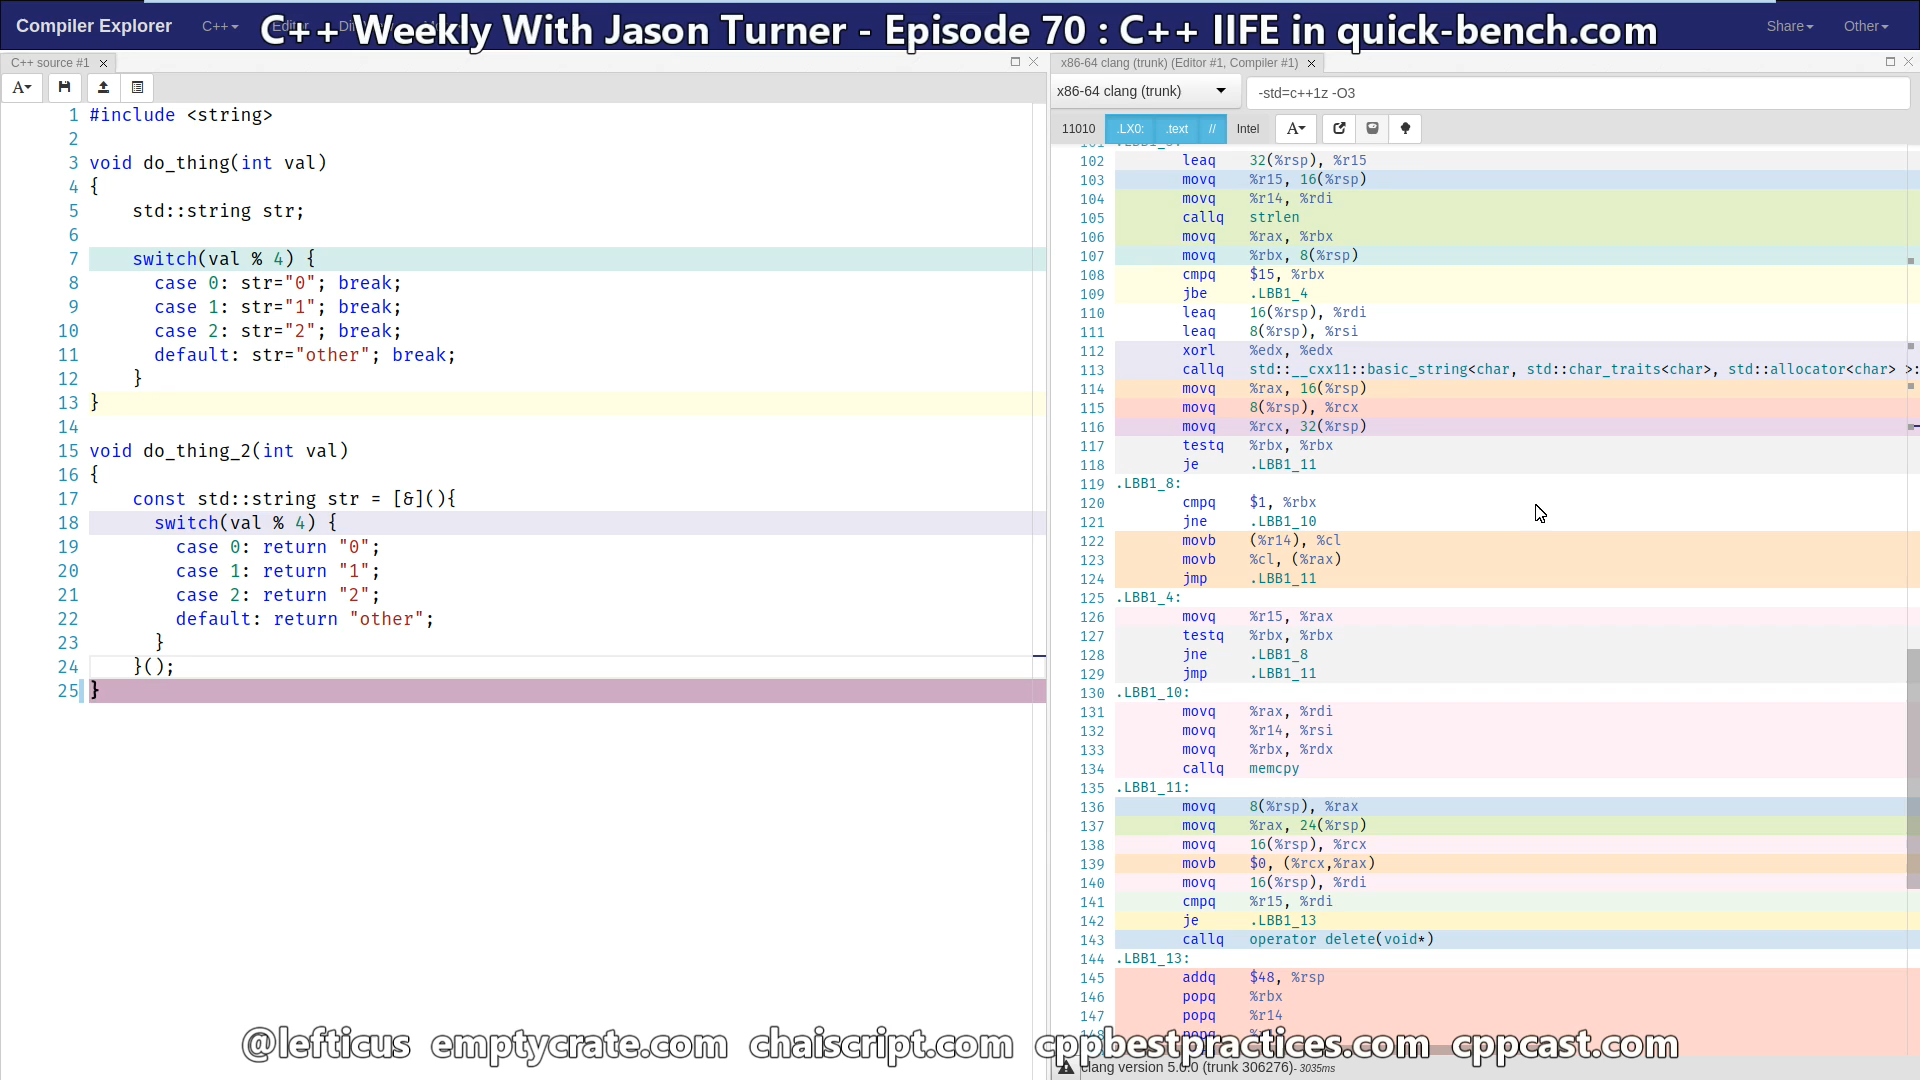 C++ Weekly With Jason Turner - Episode 70 : C++ IIFE in quick-bench.com
Compiler Explorer C++ Share Other
C++ source #1
A
#include <string>
void do_thing(int val)
{
std::string str;
switch(val % 4) {
case 0: str="0"; break;
case 1: str="1"; break;
case 2: str="2"; break;
default: str="other"; break;
}
}
void do_thing_2(int val)
{
const std::string str = [&](){
switch(val % 4) {
case 0: return "0";
case 1: return "1";
case 2: return "2";
default: return "other";
}
}();
}
1
2
3
4
5
6
7
8
9
10
11
12
13
14
15
16
17
18
19
20
21
22
23
24
25
x86-64 clang (trunk) (Editor #1, Compiler #1)
x86-64 clang (trunk) -std=c++1z -O3
11010 .LX0: .text // Intel A
102 leaq 32(%rsp), %r15
103 movq %r15, 16(%rsp)
104 movq %r14, %rdi
105 callq strlen
106 movq %rax, %rbx
107 movq %rbx, 8(%rsp)
108 cmpq $15, %rbx
109 jbe .LBB1_4
110 leaq 16(%rsp), %rdi
111 leaq 8(%rsp), %rsi
112 xorl %edx, %edx
113 callq std::__cxx11::basic_string<char, std::char_traits<char>, std::allocator<char> >:
114 movq %rax, 16(%rsp)
115 movq 8(%rsp), %rcx
116 movq %rcx, 32(%rsp)
117 testq %rbx, %rbx
118 je .LBB1_11
119 .LBB1_8:
120 cmpq $1, %rbx
121 jne .LBB1_10
122 movb (%r14), %cl
123 movb %cl, (%rax)
124 jmp .LBB1_11
125 .LBB1_4:
126 movq %r15, %rax
127 testq %rbx, %rbx
128 jne .LBB1_8
129 jmp .LBB1_11
130 .LBB1_10:
131 movq %rax, %rdi
132 movq %r14, %rsi
133 movq %rbx, %rdx
134 callq memcpy
135 .LBB1_11:
136 movq 8(%rsp), %rax
137 movq %rax, 24(%rsp)
138 movq 16(%rsp), %rcx
139 movb $0, (%rcx,%rax)
140 movq 16(%rsp), %rdi
141 cmpq %r15, %rdi
142 je .LBB1_13
143 callq operator delete(void*)
144 .LBB1_13:
145 addq $48, %rsp
146 popq %rbx
147 popq %r14
148 popq
@lefticus emptycrate.com chaiscript.com cppbestpractices.com cppcast.com
clang version 5.0.0 (trunk 306276) - 3035ms